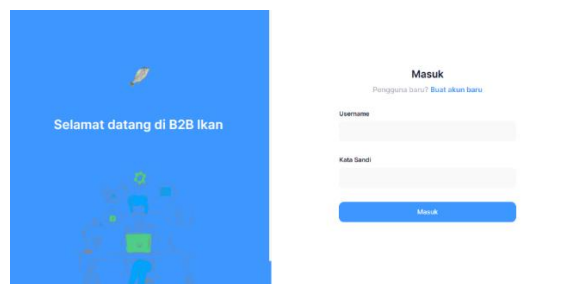 Selamat datang di B2B Ikan
Masuk
Pengguna baru? Buat akun baru
Username
Kata Sandi
Masuk